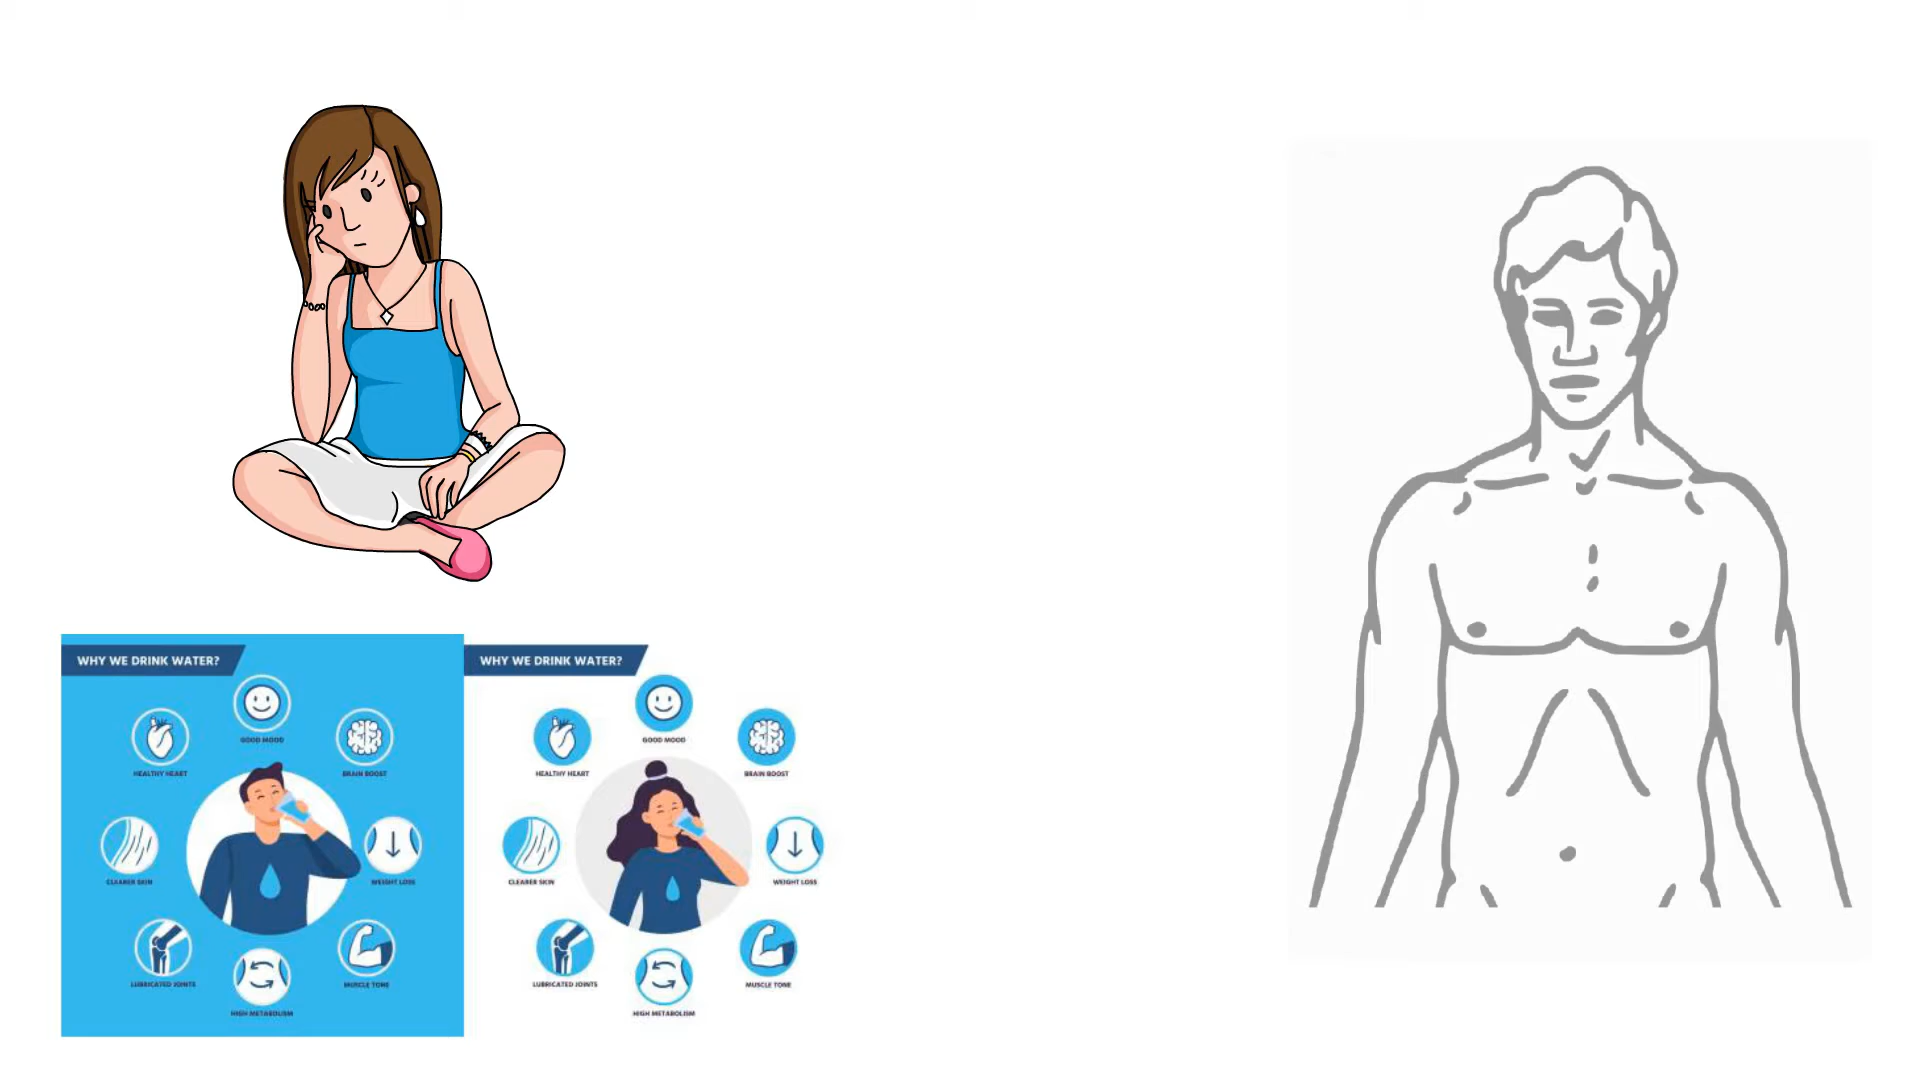 WHY WE DRINK WATER?
GOOD MOOD
HEALTHY HEART
BRAIN BOOST
CLEARER SKIN
WEIGHT LOSS
LUBRICATED JOINTS
MUSCLE TONE
HIGH METABOLISM
WHY WE DRINK WATER?
GOOD MOOD
HEALTHY HEART
BRAIN BOOST
CLEARER SKIN
WEIGHT LOSS
LUBRICATED JOINTS
MUSCLE TONE
HIGH METABOLISM